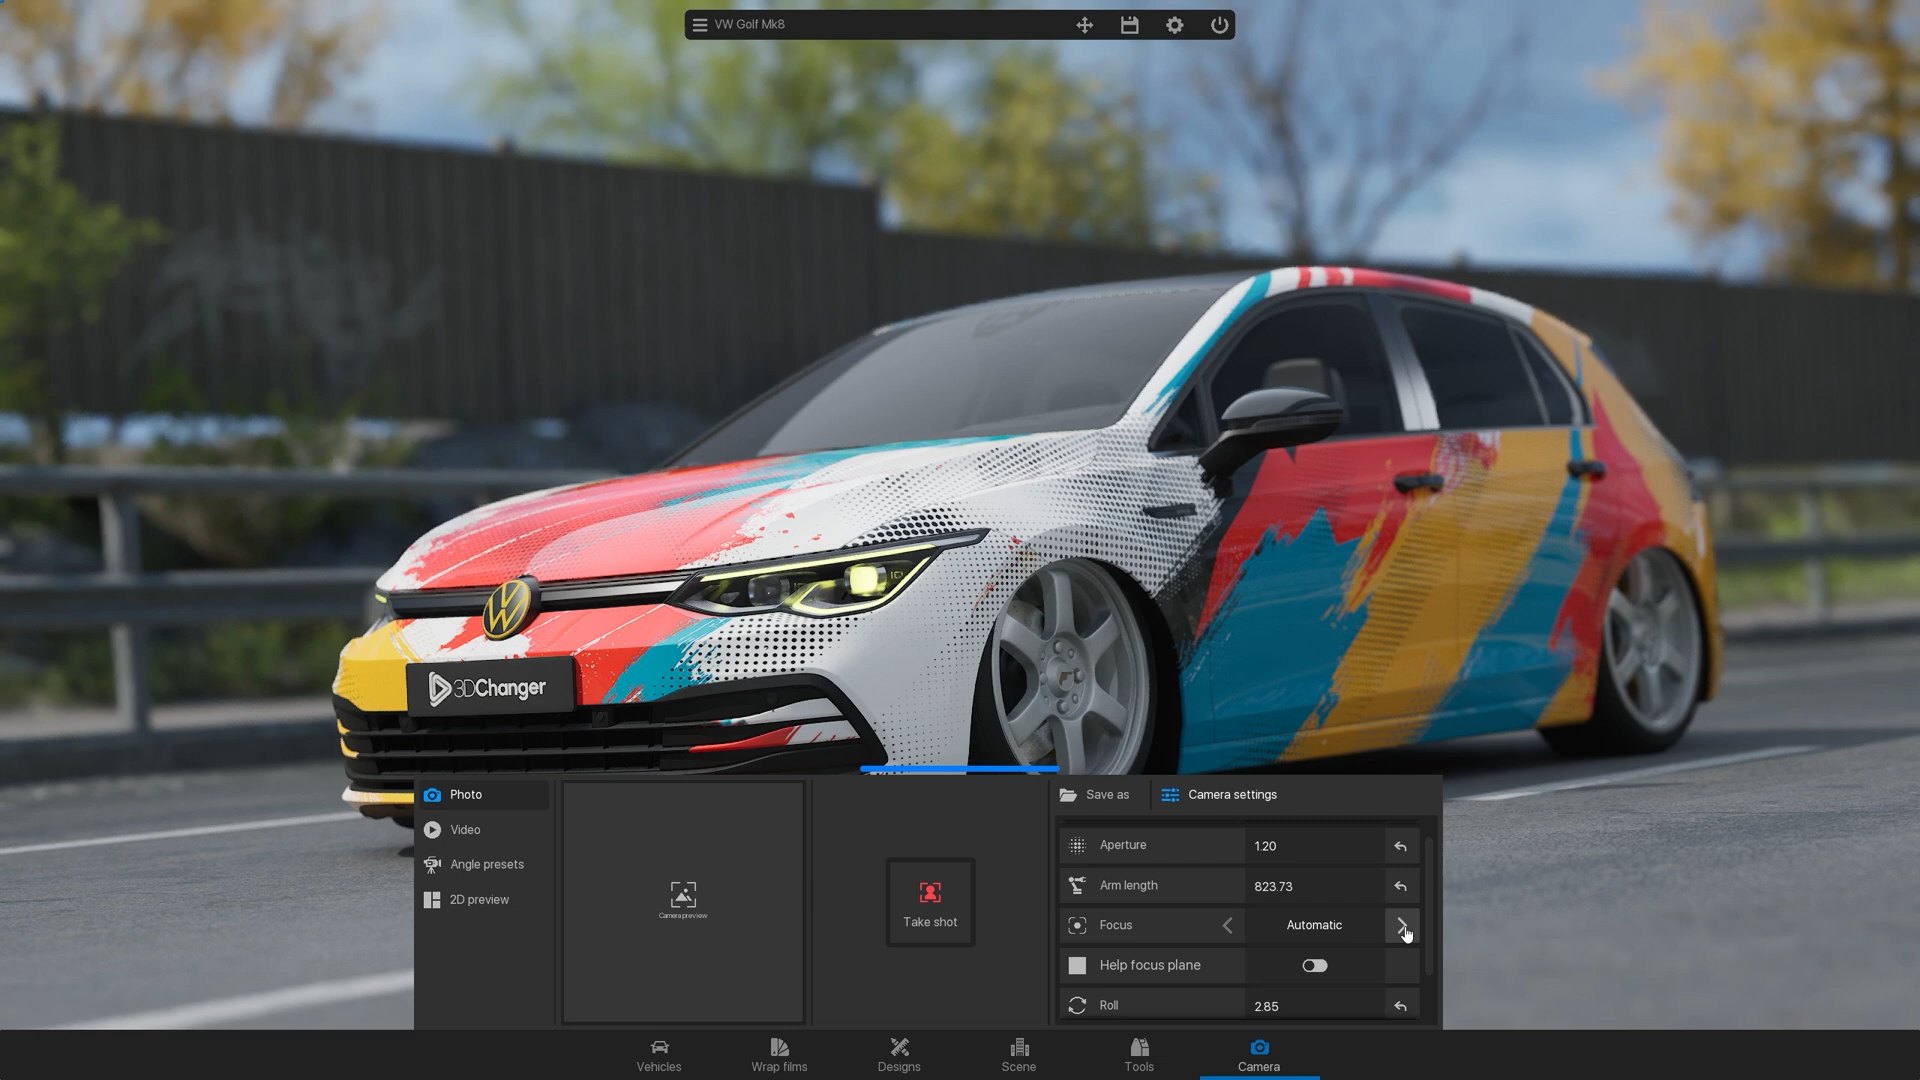 VW Golf Mk8
3DChanger
Photo
Video
Angle presets
2D preview
Camera preview
Take shot
Save as
Camera settings
Aperture
1.20
Arm length
823.73
Focus
Automatic
Help focus plane
Roll
2.85
Vehicles
Wrap films
Designs
Scene
Tools
Camera